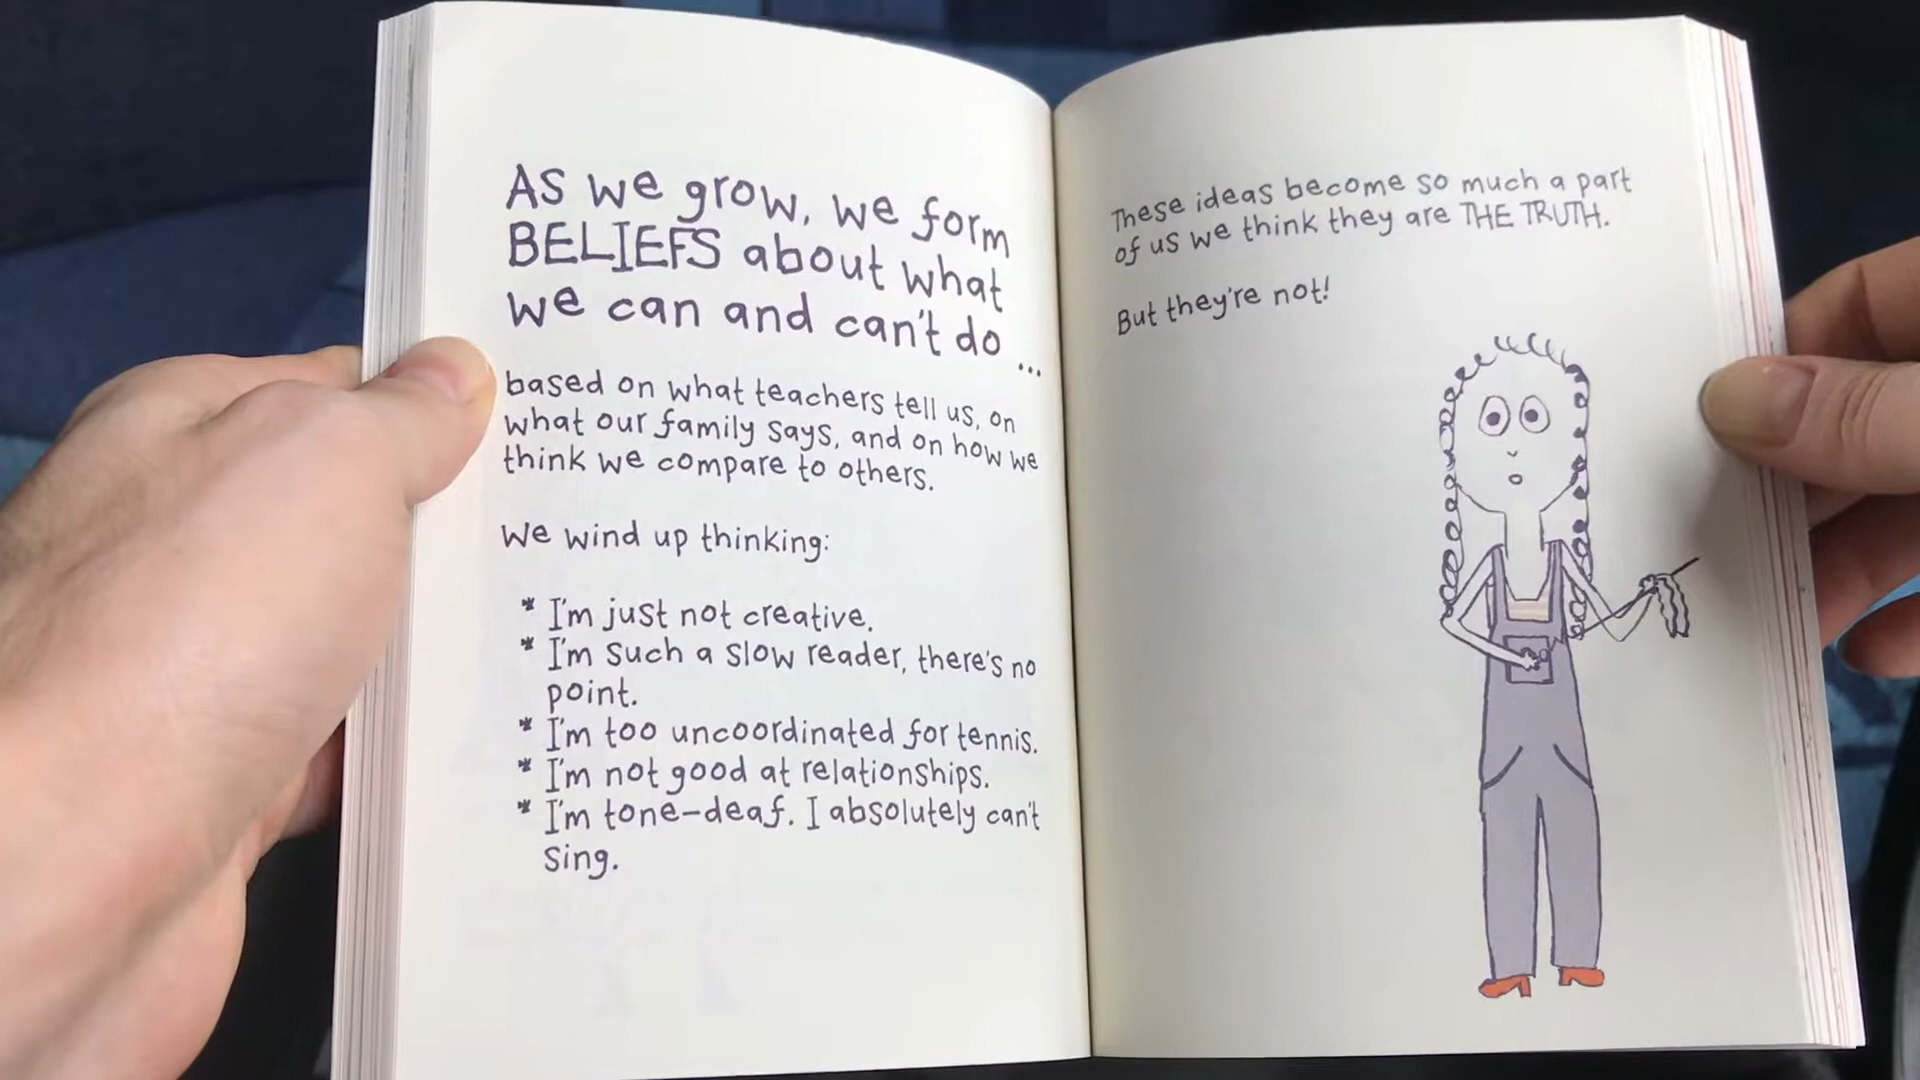 As we grow, we form
BELIEFS about what
we can and can't do ...
based on what teachers tell us, on
what our family says, and on how we
think we compare to others.
We wind up thinking:
* I'm just not creative.
* I'm such a slow reader, there's no
point.
* I'm too uncoordinated for tennis.
* I'm not good at relationships.
* I'm tone-deaf. I absolutely can't
sing.
These ideas become so much a part
of us we think they are THE TRUTH.
But they're not!